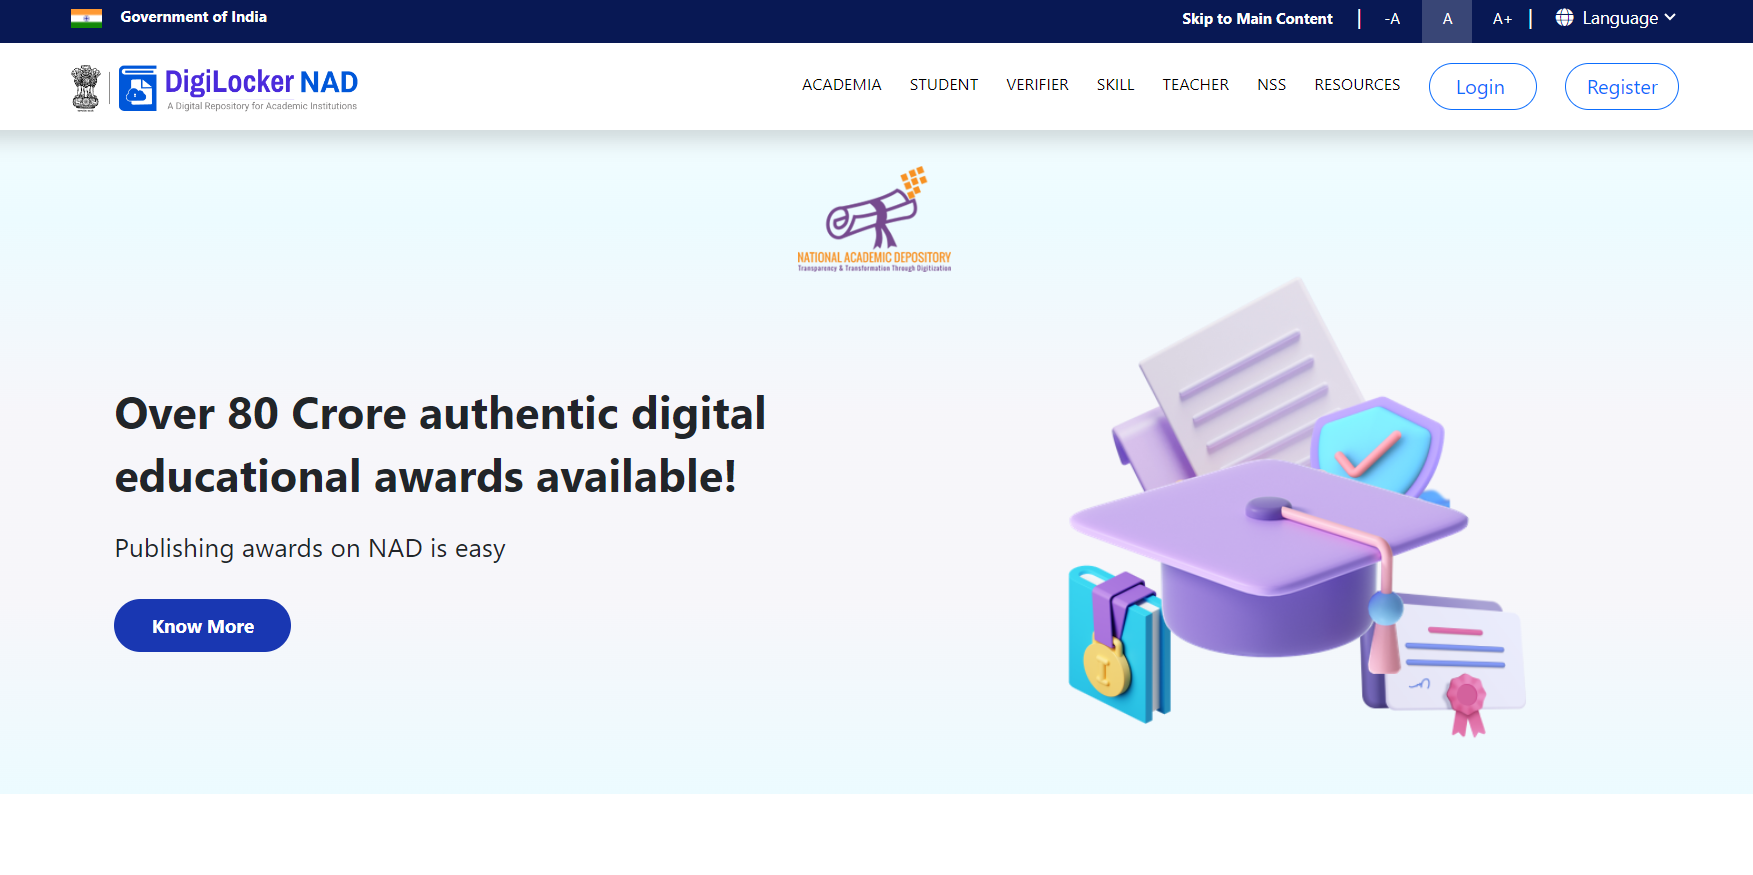 Government of India
Skip to Main Content
-A
A
A+
Language
DigiLocker NAD
A Digital Repository for Academic Institutions
ACADEMIA
STUDENT
VERIFIER
SKILL
TEACHER
NSS
RESOURCES
Login
Register
NATIONAL ACADEMIC DEPOSITORY
Transparency & Transformation Through Digitization
Over 80 Crore authentic digital
educational awards available!
Publishing awards on NAD is easy
Know More